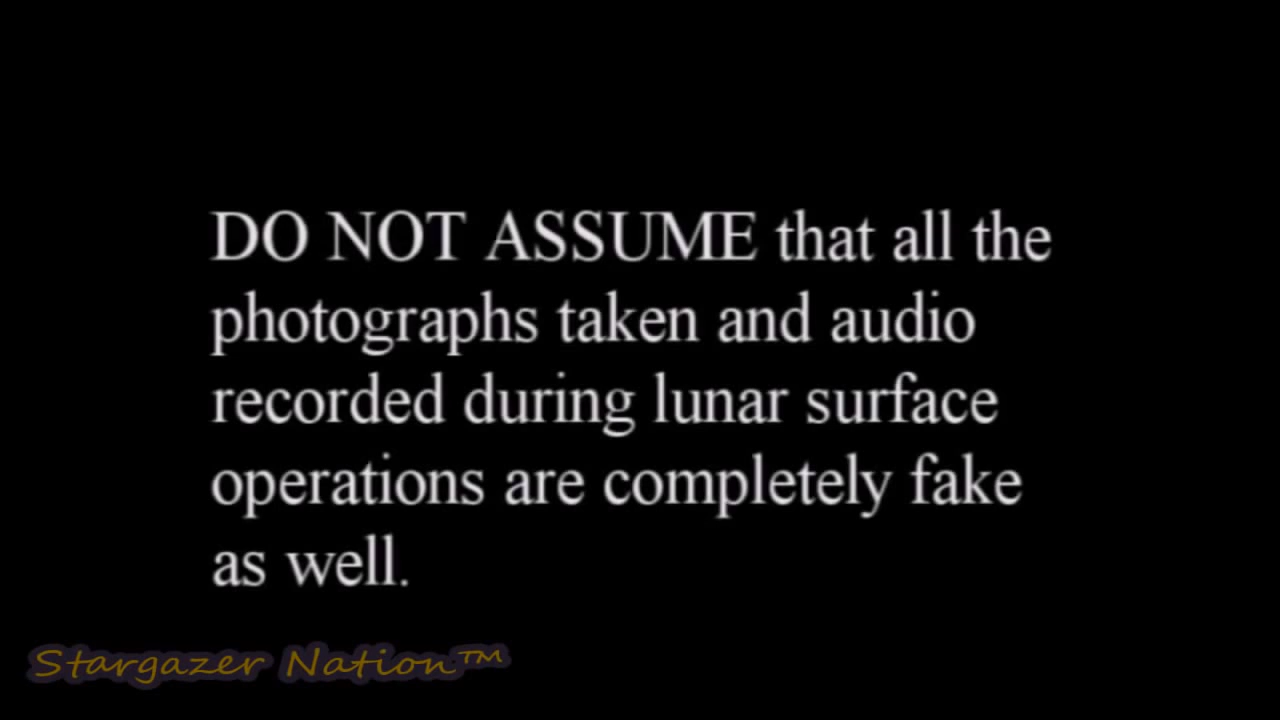 DO NOT ASSUME that all the
photographs taken and audio
recorded during lunar surface
operations are completely fake
as well.
Stargazer Nation™